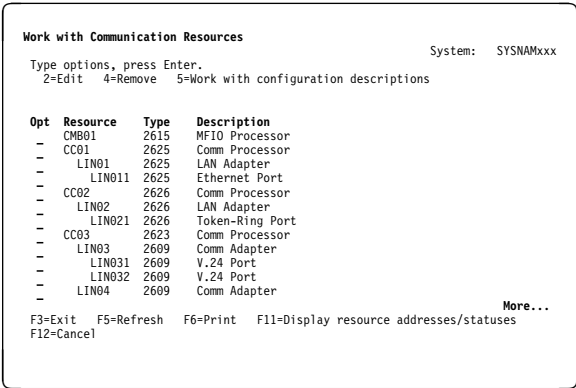 Work with Communication Resources
System: SYSNAMxxx
Type options, press Enter.
2=Edit 4=Remove 5=Work with configuration descriptions
Opt Resource Type Description
_ CMB01 2615 MFIO Processor
_ CC01 2625 Comm Processor
_ LIN01 2625 LAN Adapter
_ LIN011 2625 Ethernet Port
_ CC02 2626 Comm Processor
_ LIN02 2626 LAN Adapter
_ LIN021 2626 Token-Ring Port
_ CC03 2623 Comm Processor
_ LIN03 2609 Comm Adapter
_ LIN031 2609 V.24 Port
_ LIN032 2609 V.24 Port
_ LIN04 2609 Comm Adapter
More...
F3=Exit F5=Refresh F6=Print F11=Display resource addresses/statuses
F12=Cancel